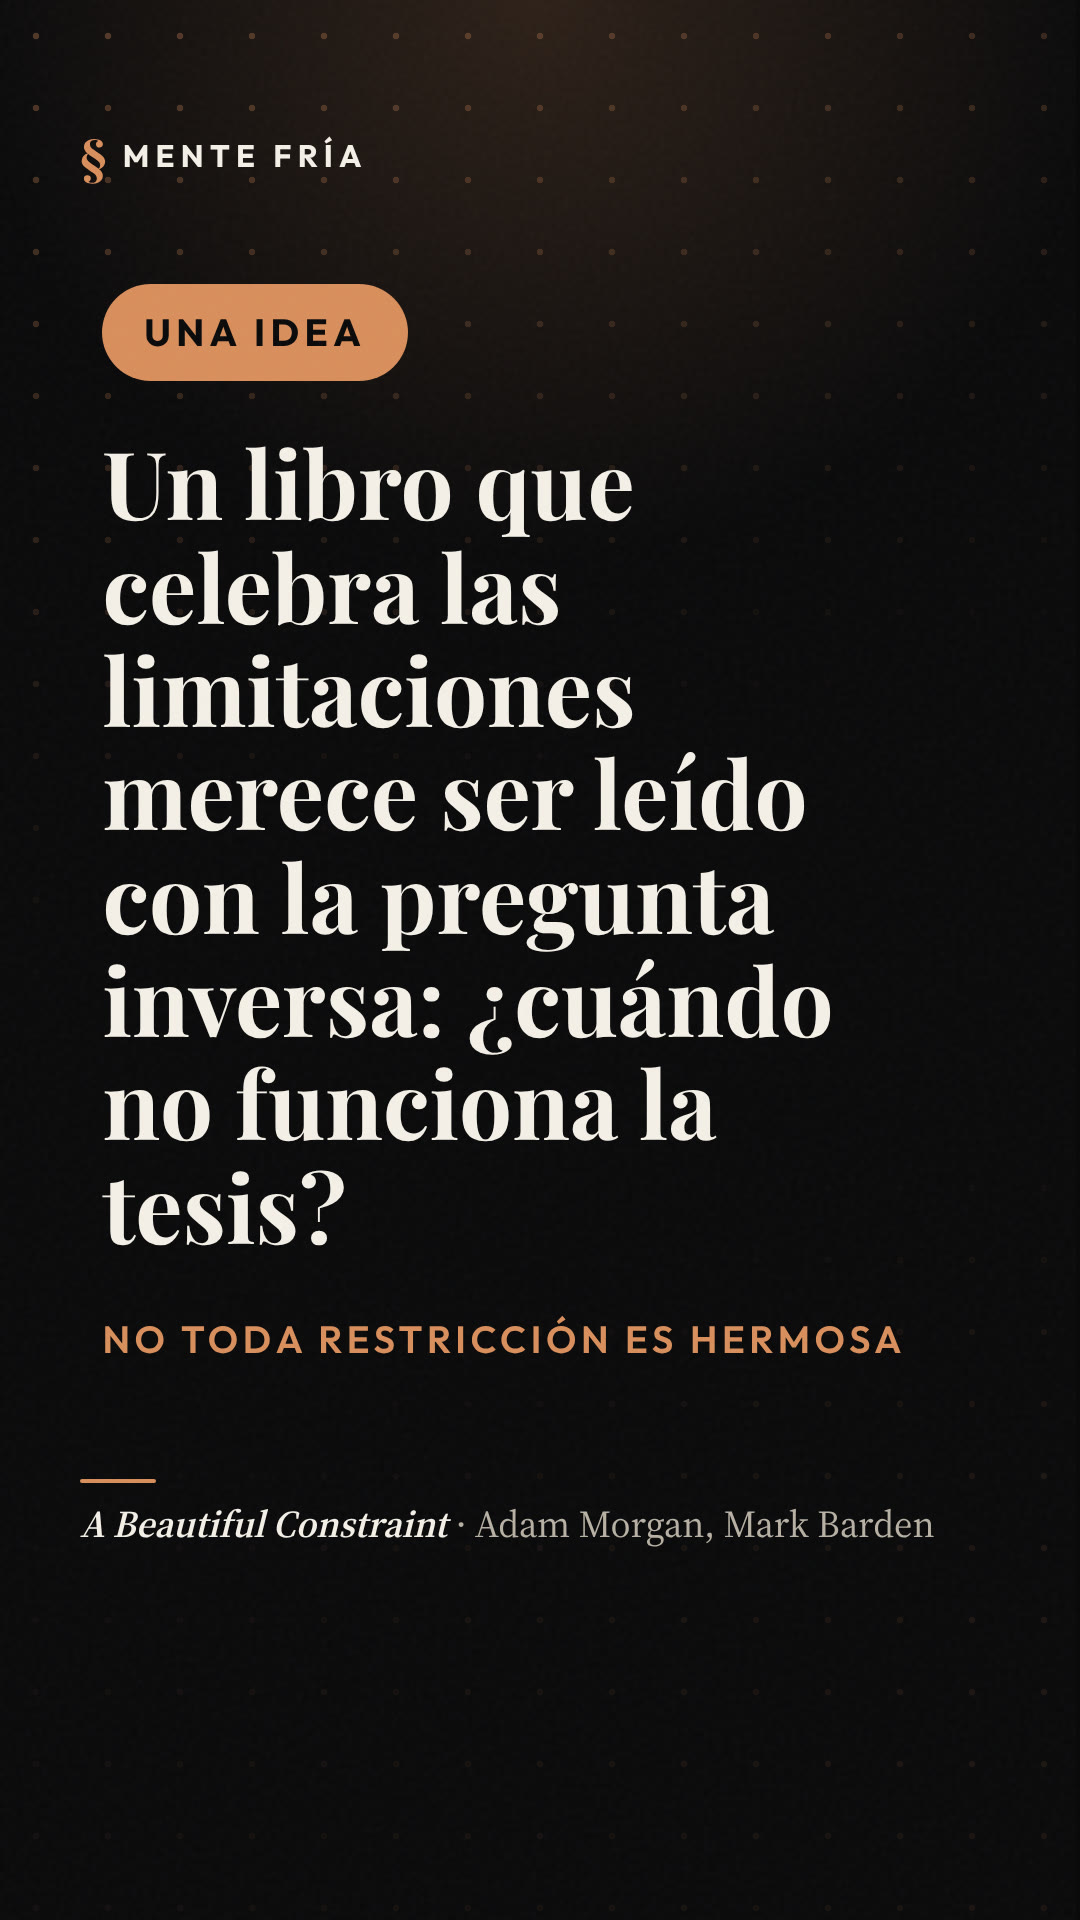 § MENTE FRÍA
UNA IDEA
Un libro que
celebra las
limitaciones
merece ser leído
con la pregunta
inversa: ¿cuándo
no funciona la
tesis?
NO TODA RESTRICCIÓN ES HERMOSA
A Beautiful Constraint · Adam Morgan, Mark Barden